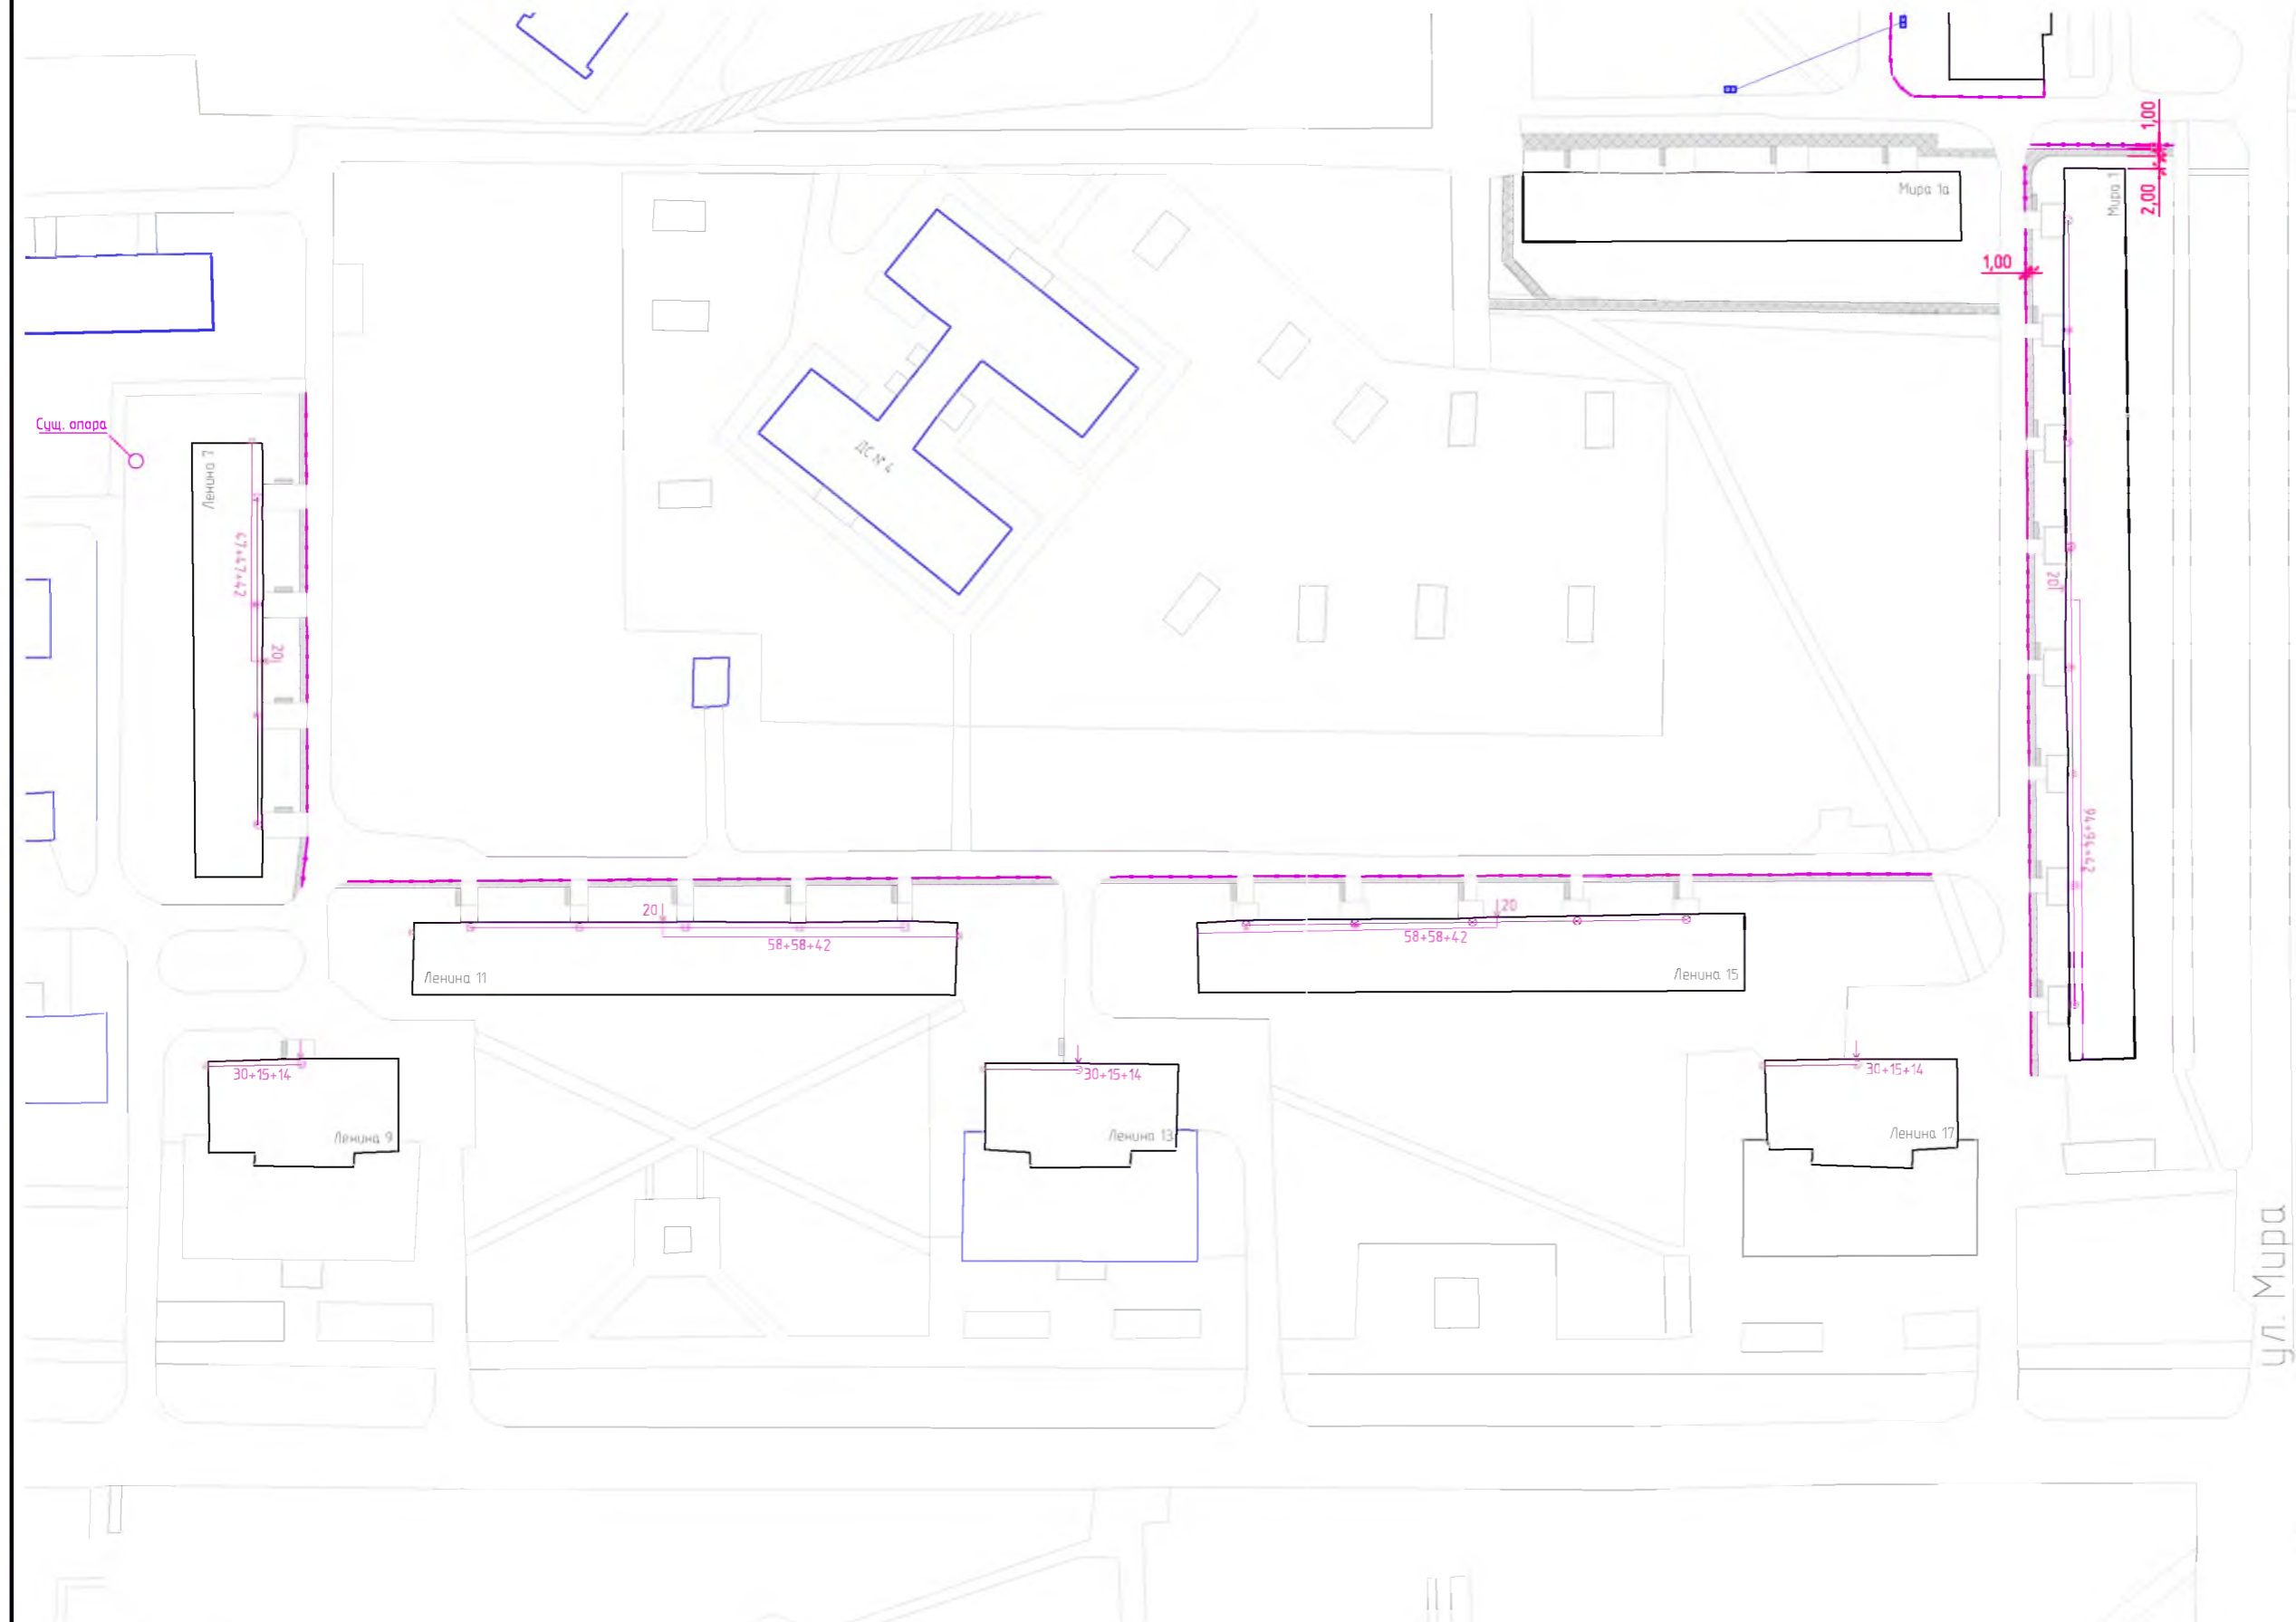 1,00
2,00
Мира 1а
Мира 1
1,00
Сущ. опора
Ленина 7
ДС № 4
47+47+42
20
20
94+94+42
20
58+58+42
Ленина 11
20
58+58+42
Ленина 15
30+15+14
Ленина 9
30+15+14
Ленина 13
30+15+14
Ленина 17
ул. Мира